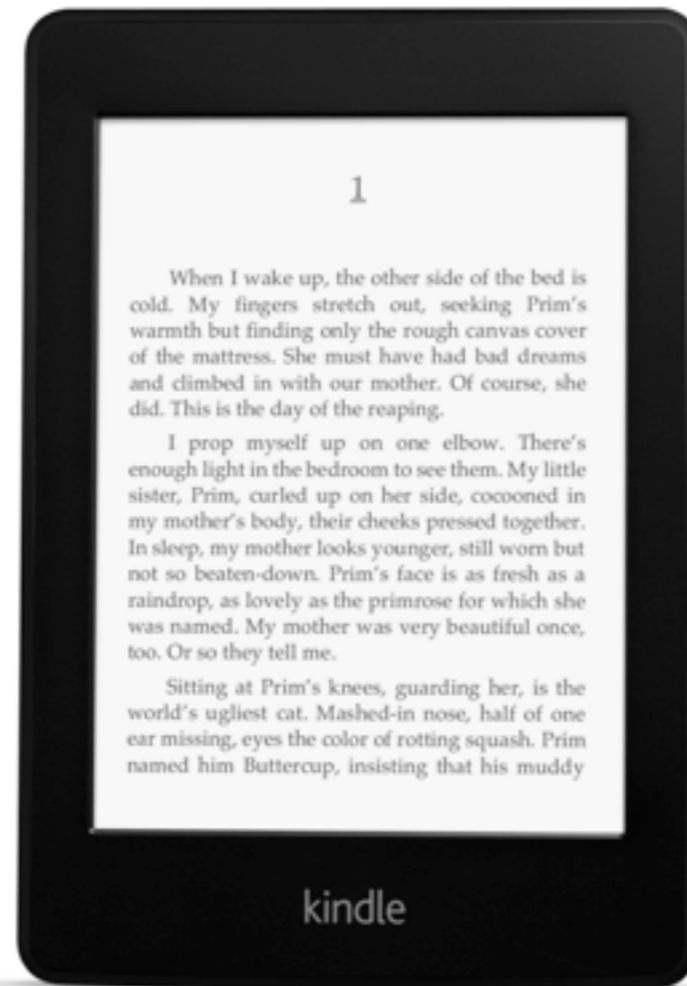 1
When I wake up, the other side of the bed is
cold. My fingers stretch out, seeking Prim's
warmth but finding only the rough canvas cover
of the mattress. She must have had bad dreams
and climbed in with our mother. Of course, she
did. This is the day of the reaping.
I prop myself up on one elbow. There's
enough light in the bedroom to see them. My little
sister, Prim, curled up on her side, cocooned in
my mother's body, their cheeks pressed together.
In sleep, my mother looks younger, still worn but
not so beaten-down. Prim's face is as fresh as a
raindrop, as lovely as the primrose for which she
was named. My mother was very beautiful once,
too. Or so they tell me.
Sitting at Prim's knees, guarding her, is the
world's ugliest cat. Mashed-in nose, half of one
ear missing, eyes the color of rotting squash. Prim
named him Buttercup, insisting that his muddy
kindle